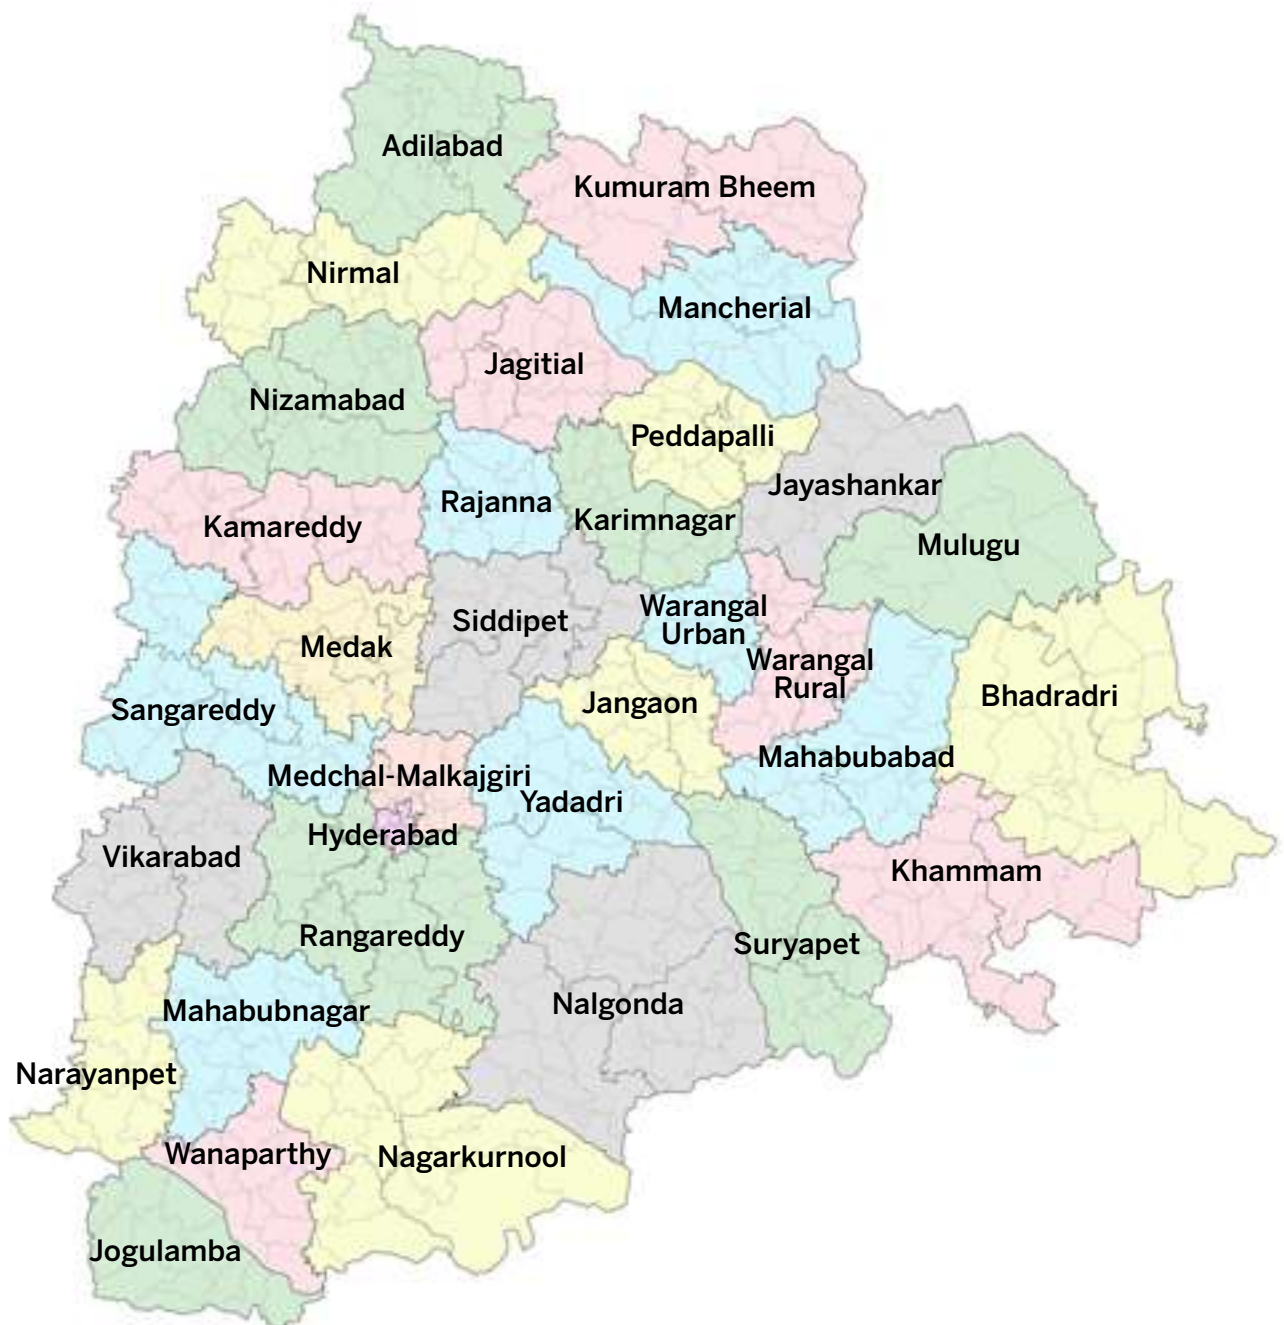 Adilabad
Kumuram Bheem
Nirmal
Mancherial
Jagitial
Nizamabad
Peddapalli
Jayashankar
Rajanna
Karimnagar
Kamareddy
Mulugu
Warangal
Urban
Siddipet
Medak
Warangal
Rural
Bhadradri
Jangaon
Sangareddy
Mahabubabad
Medchal-Malkajgiri
Yadadri
Hyderabad
Vikarabad
Khammam
Rangareddy
Suryapet
Nalgonda
Mahabubnagar
Narayanpet
Wanaparthy
Nagarkurnool
Jogulamba